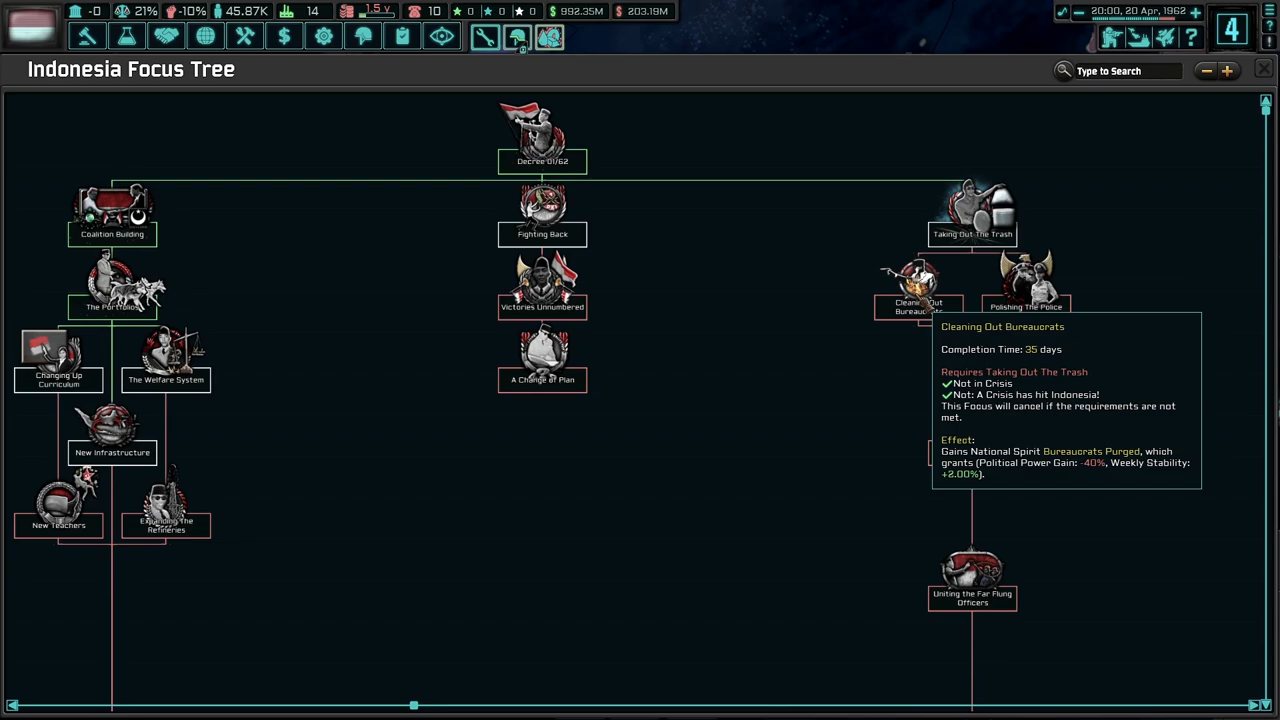 -0 21% -10% 45.87K 14 1.5 v 10 0 0 0 $ 992.35M $ 203.19M
20:00, 20 Apr, 1962
4
Indonesia Focus Tree
Type to Search
Decree 01/62
Coalition Building
Fighting Back
Taking Out The Trash
The Portfolios
Victories Unnumbered
Cleaning Out
Bureaucrats
Polishing The Police
Changing Up
Curriculum
The Welfare System
A Change of Plan
New Infrastructure
New Teachers
Expanding The
Refineries
Uniting the Far Flung
Officers
Cleaning Out Bureaucrats
Completion Time: 35 days
Requires Taking Out The Trash
Not in Crisis
Not: A Crisis has hit Indonesia!
This Focus will cancel if the requirements are not
met.
Effect:
Gains National Spirit Bureaucrats Purged, which
grants (Political Power Gain: -40%, Weekly Stability:
+2.00%).